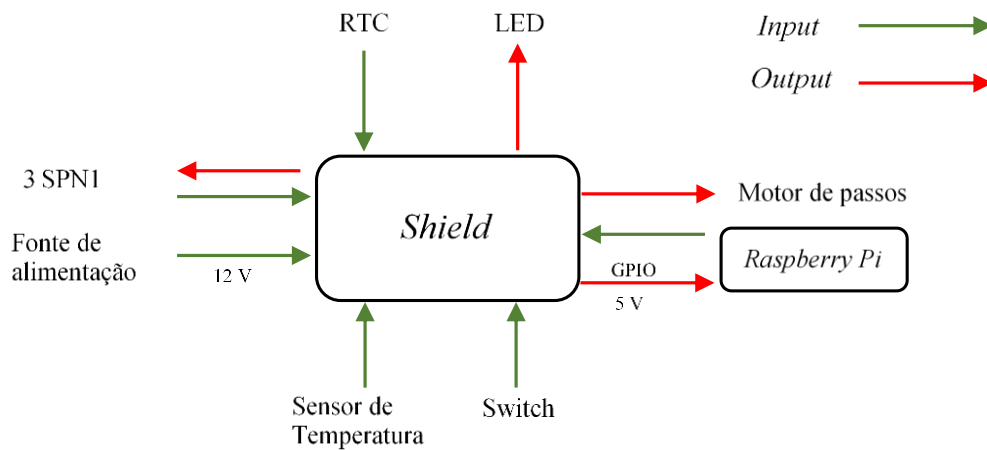 RTC
LED
Input
Output
3 SPN1
Shield
Motor de passos
Fonte de
alimentação
12 V
GPIO
5 V
Raspberry Pi
Sensor de
Temperatura
Switch